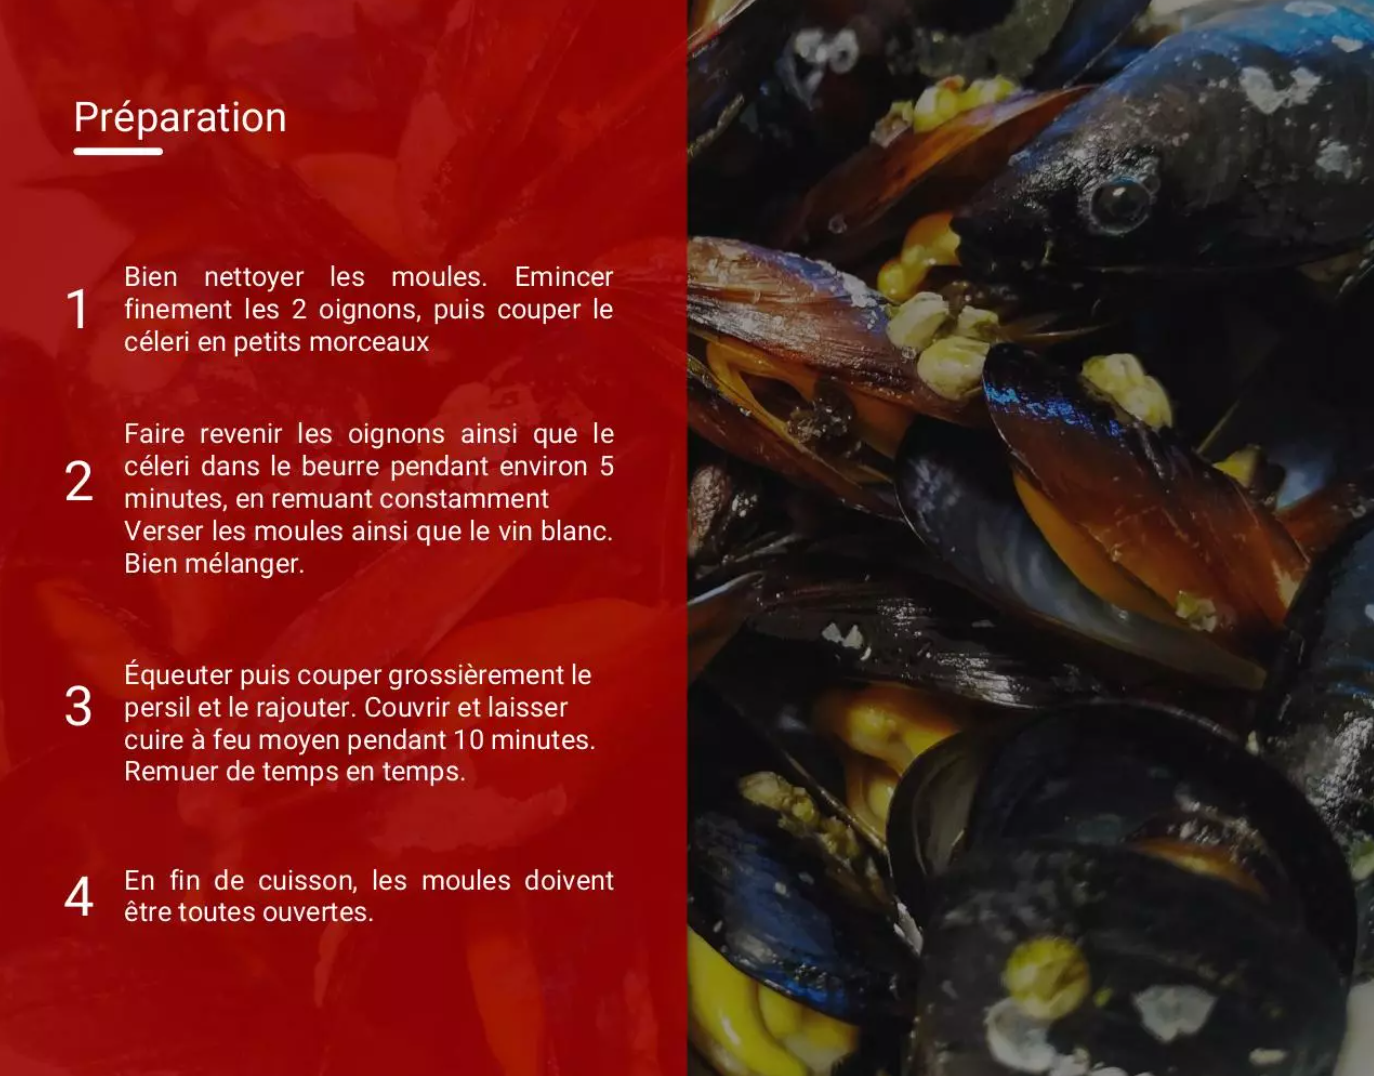 Préparation
1
Bien nettoyer les moules. Emincer
finement les 2 oignons, puis couper le
céleri en petits morceaux
2
Faire revenir les oignons ainsi que le
céleri dans le beurre pendant environ 5
minutes, en remuant constamment
Verser les moules ainsi que le vin blanc.
Bien mélanger.
3
Équeuter puis couper grossièrement le
persil et le rajouter. Couvrir et laisser
cuire à feu moyen pendant 10 minutes.
Remuer de temps en temps.
4
En fin de cuisson, les moules doivent
être toutes ouvertes.